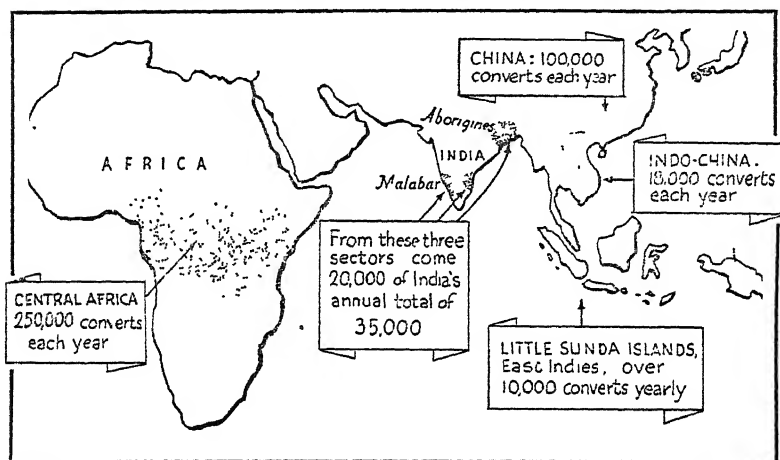 CHINA: 100,000
converts each year
Aborigines
INDIA
AFRICA
Malabar
INDO-CHINA.
18,000 converts
each year
From these three
sectors come
20,000 of India's
annual total of
35,000
CENTRAL AFRICA
250,000 converts
each year
LITTLE SUNDA ISLANDS,
East Indies, over
10,000 converts yearly